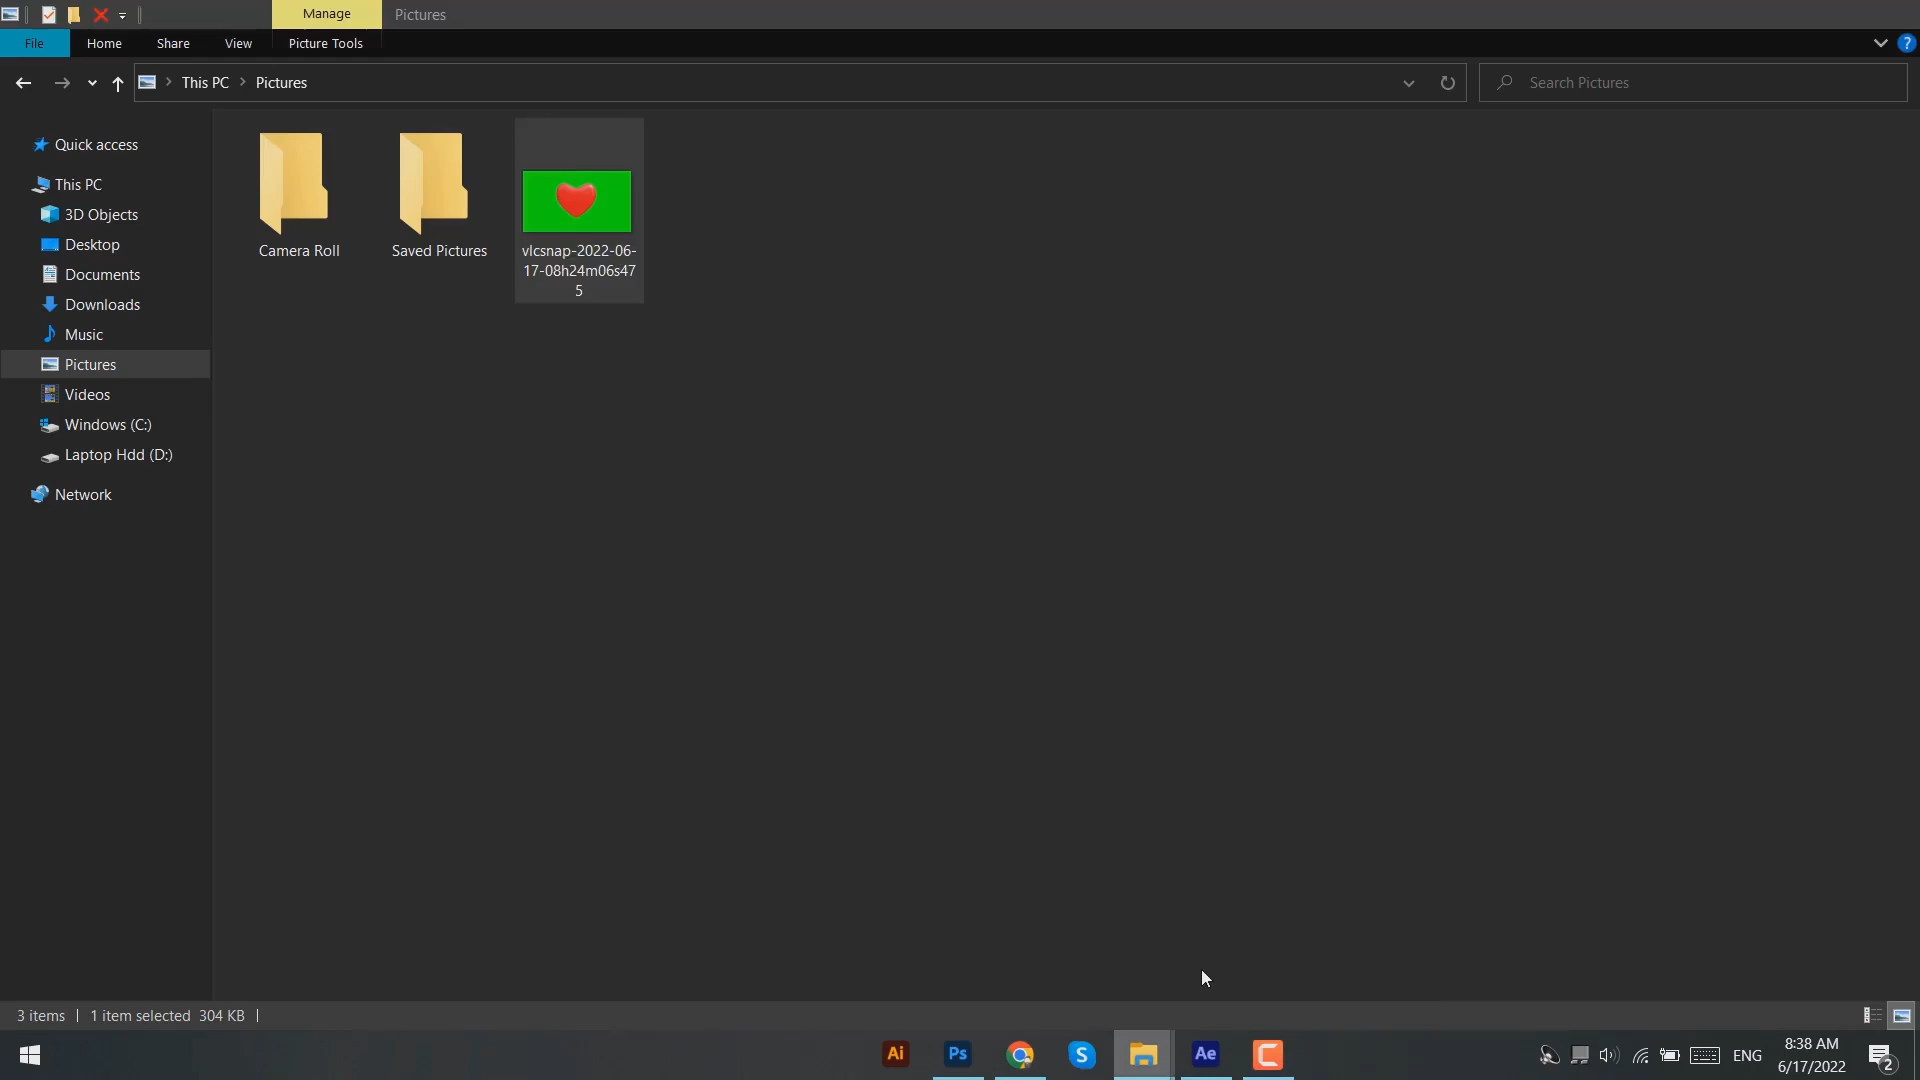 Manage
Pictures
File
Home
Share
View
Picture Tools
?
This PC
Pictures
Search Pictures
Quick access
This PC
3D Objects
Desktop
Documents
Downloads
Music
Pictures
Videos
Windows (C:)
Laptop Hdd (D:)
Network
Camera Roll
Saved Pictures
vlcsnap-2022-06-
17-08h24m06s47
5
3 items
1 item selected 304 KB
Ai
Ps
S
Ae
C
ENG
8:38 AM
6/17/2022
2